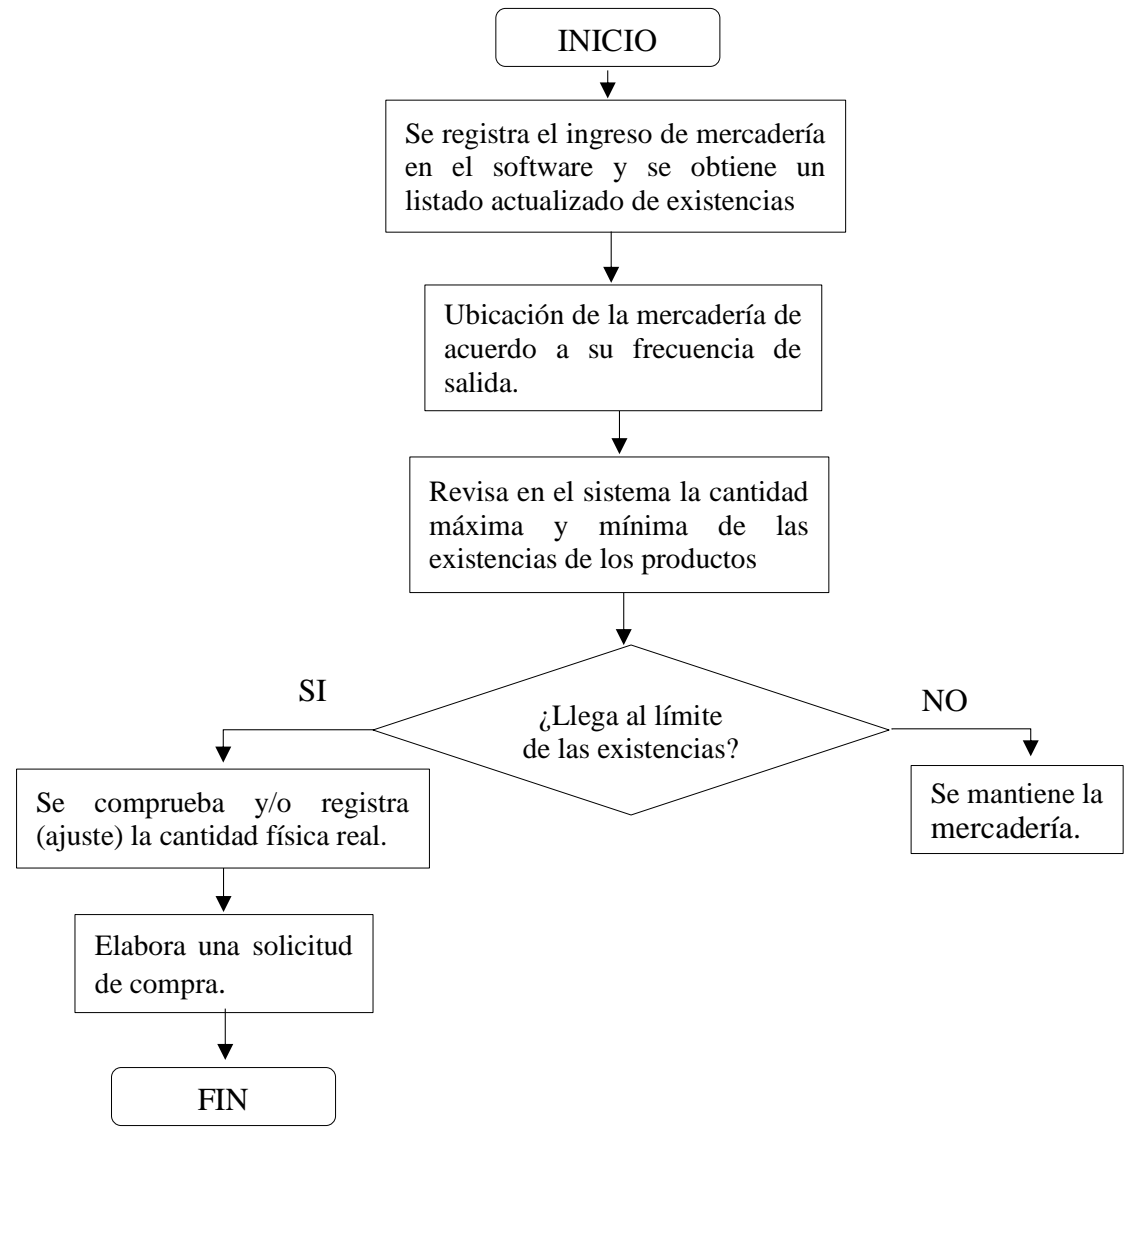 INICIO
Se registra el ingreso de mercadería
en el software y se obtiene un
listado actualizado de existencias
Ubicación de la mercadería de
acuerdo a su frecuencia de
salida.
Revisa en el sistema la cantidad
máxima y mínima de las
existencias de los productos
¿Llega al límite
de las existencias?
SI
NO
Se comprueba y/o registra
(ajuste) la cantidad física real.
Se mantiene la
mercadería.
Elabora una solicitud
de compra.
FIN